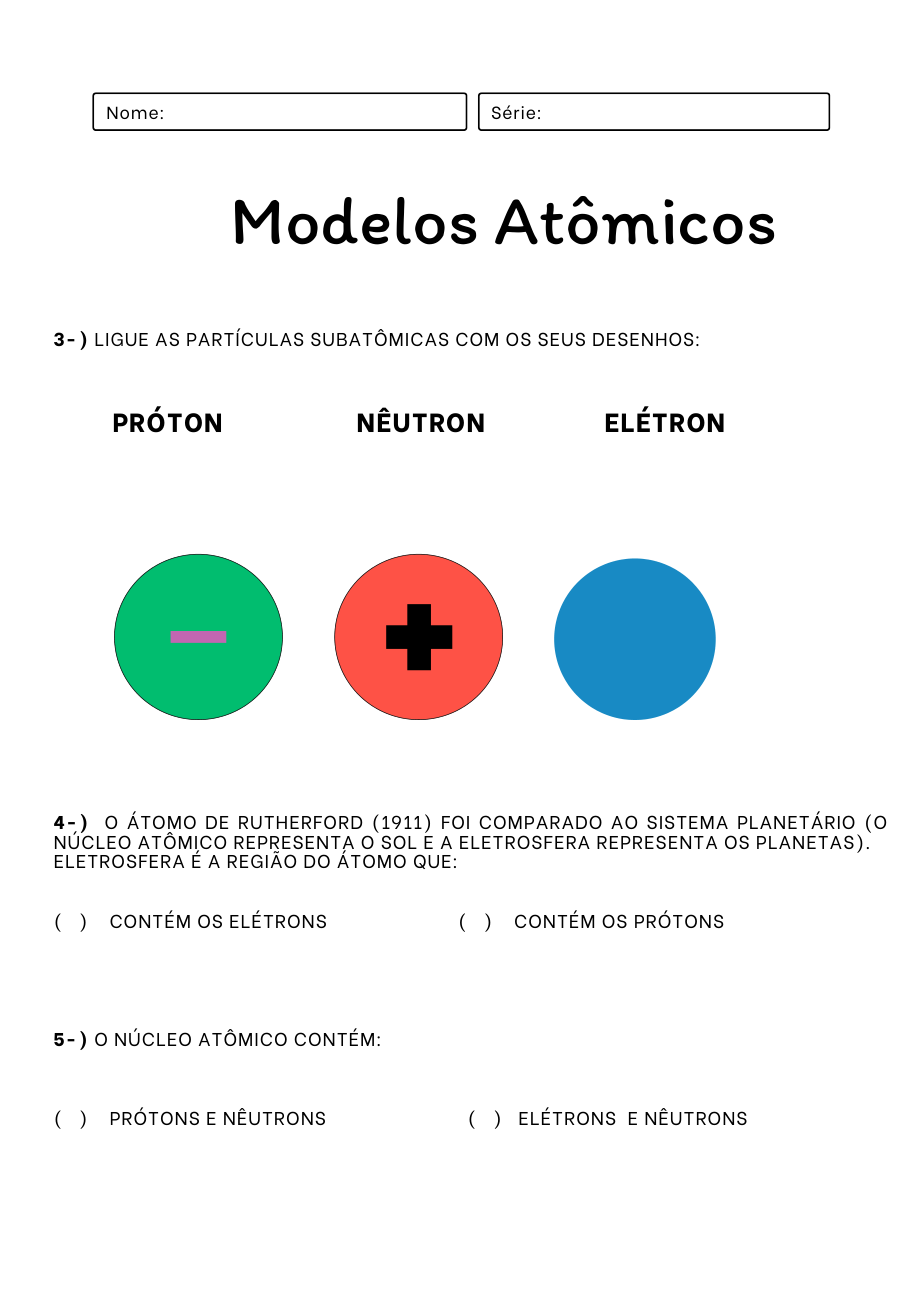 Nome:
Série:
Modelos Atômicos
3-) LIGUE AS PARTÍCULAS SUBATÔMICAS COM OS SEUS DESENHOS:
PRÓTON NÊUTRON ELÉTRON
4-) O ÁTOMO DE RUTHERFORD (1911) FOI COMPARADO AO SISTEMA PLANETÁRIO (O
NÚCLEO ATÔMICO REPRESENTA O SOL E A ELETROSFERA REPRESENTA OS PLANETAS).
ELETROSFERA É A REGIÃO DO ÁTOMO QUE:
( ) CONTÉM OS ELÉTRONS ( ) CONTÉM OS PRÓTONS
5-) O NÚCLEO ATÔMICO CONTÉM:
( ) PRÓTONS E NÊUTRONS ( ) ELÉTRONS E NÊUTRONS